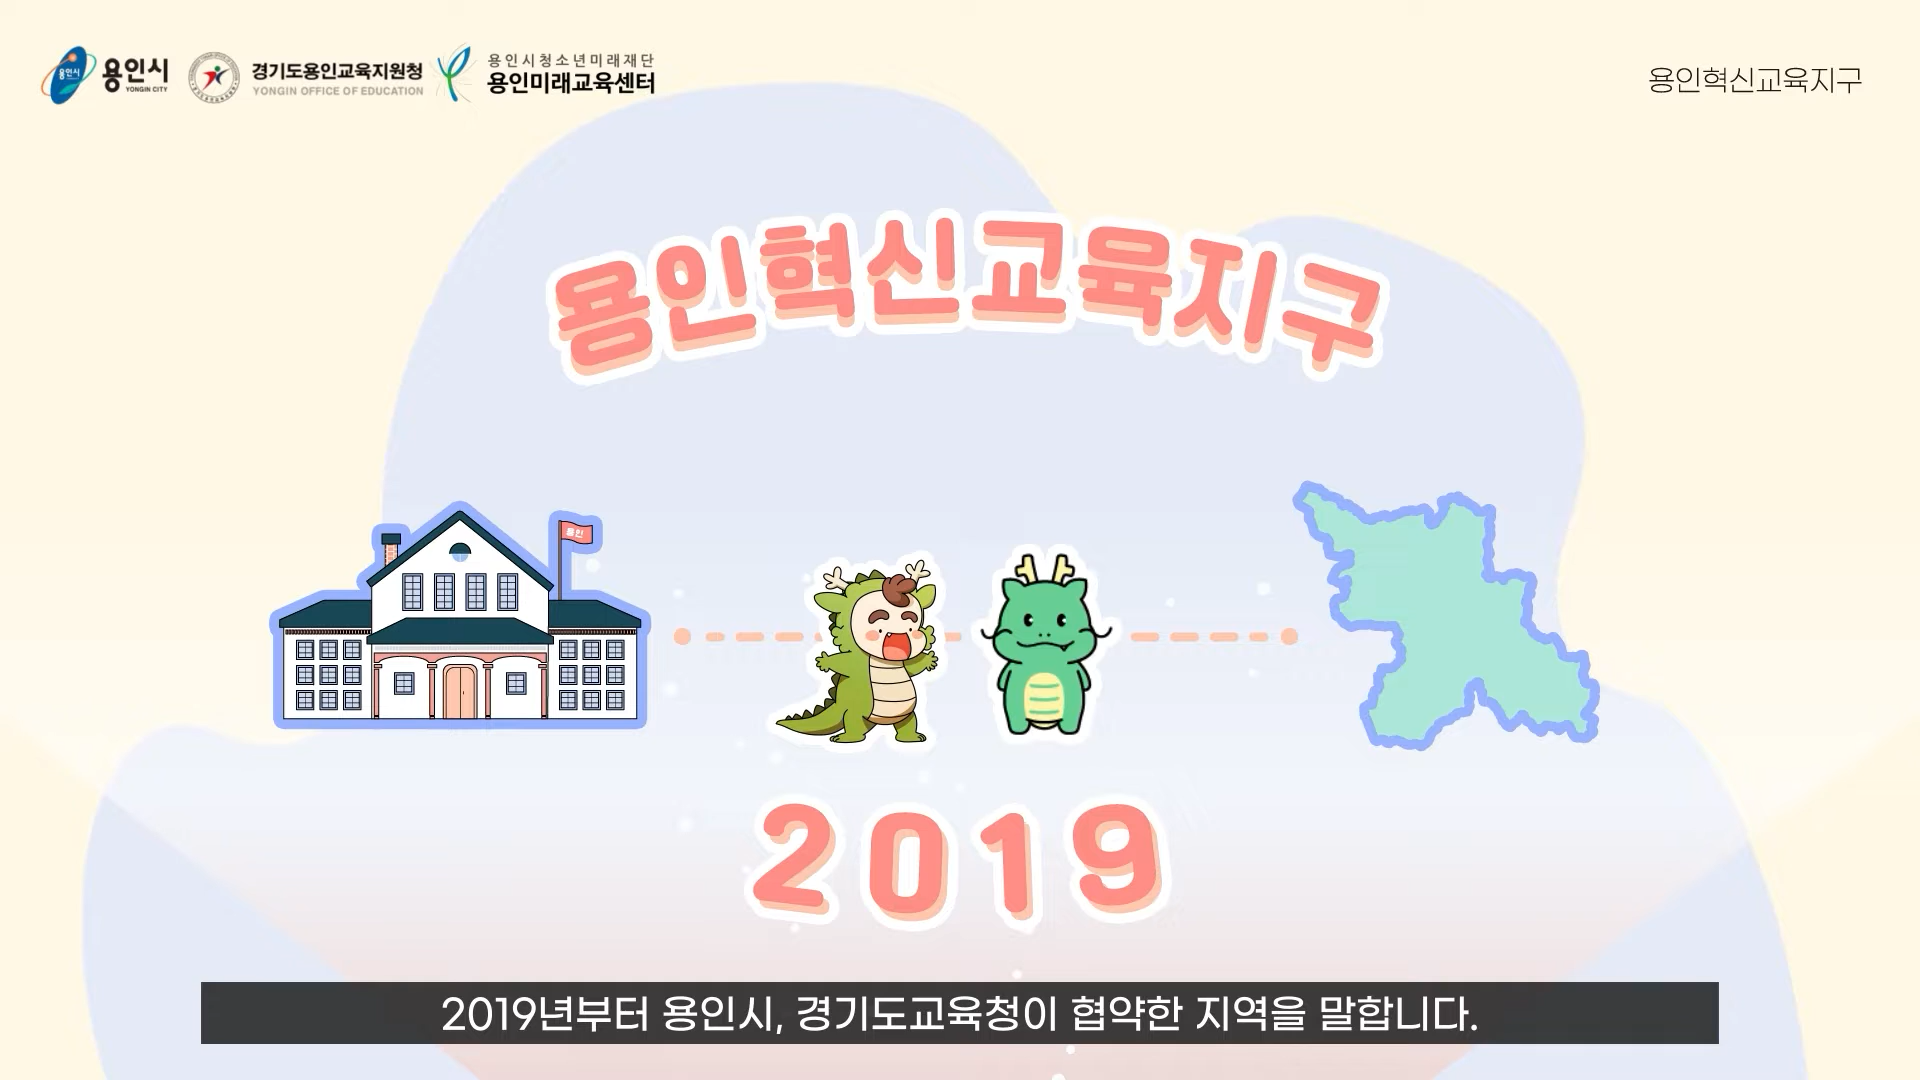 용인시
용인시
YONGIN CITY
경기도용인교육지원청
YONGIN OFFICE OF EDUCATION
용인시청소년미래재단
용인미래교육센터
용인혁신교육지구
용인혁신교육지구
용인
2019
2019년부터 용인시, 경기도교육청이 협약한 지역을 말합니다.